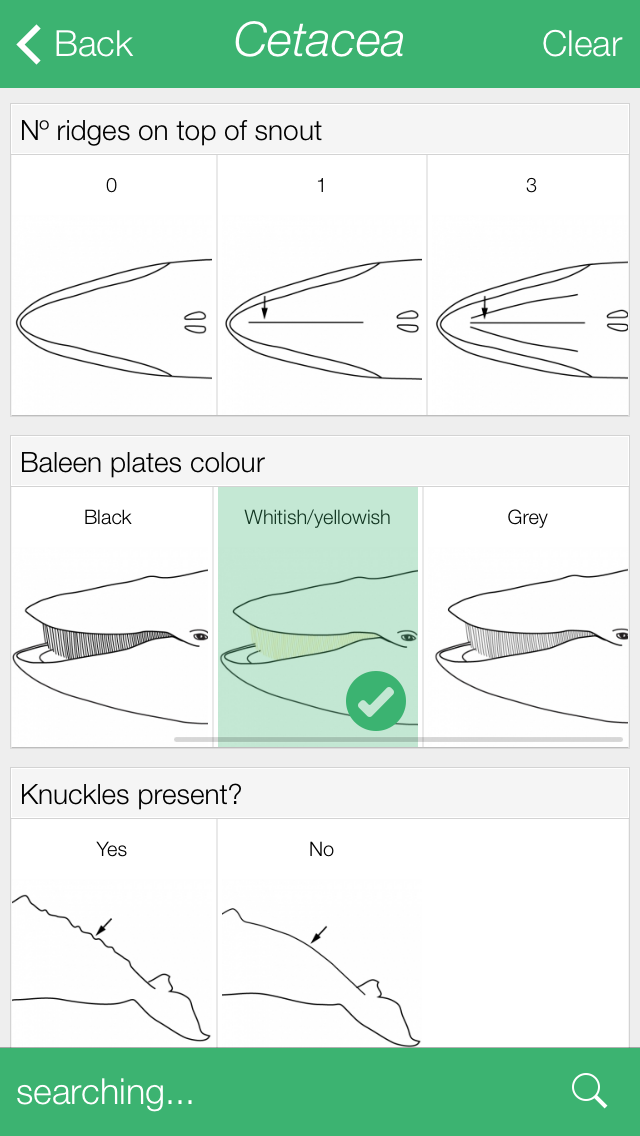 Back Cetacea Clear
Nº ridges on top of snout
0 1 3
Baleen plates colour
Black Whitish/yellowish Grey
Knuckles present?
Yes No
searching...